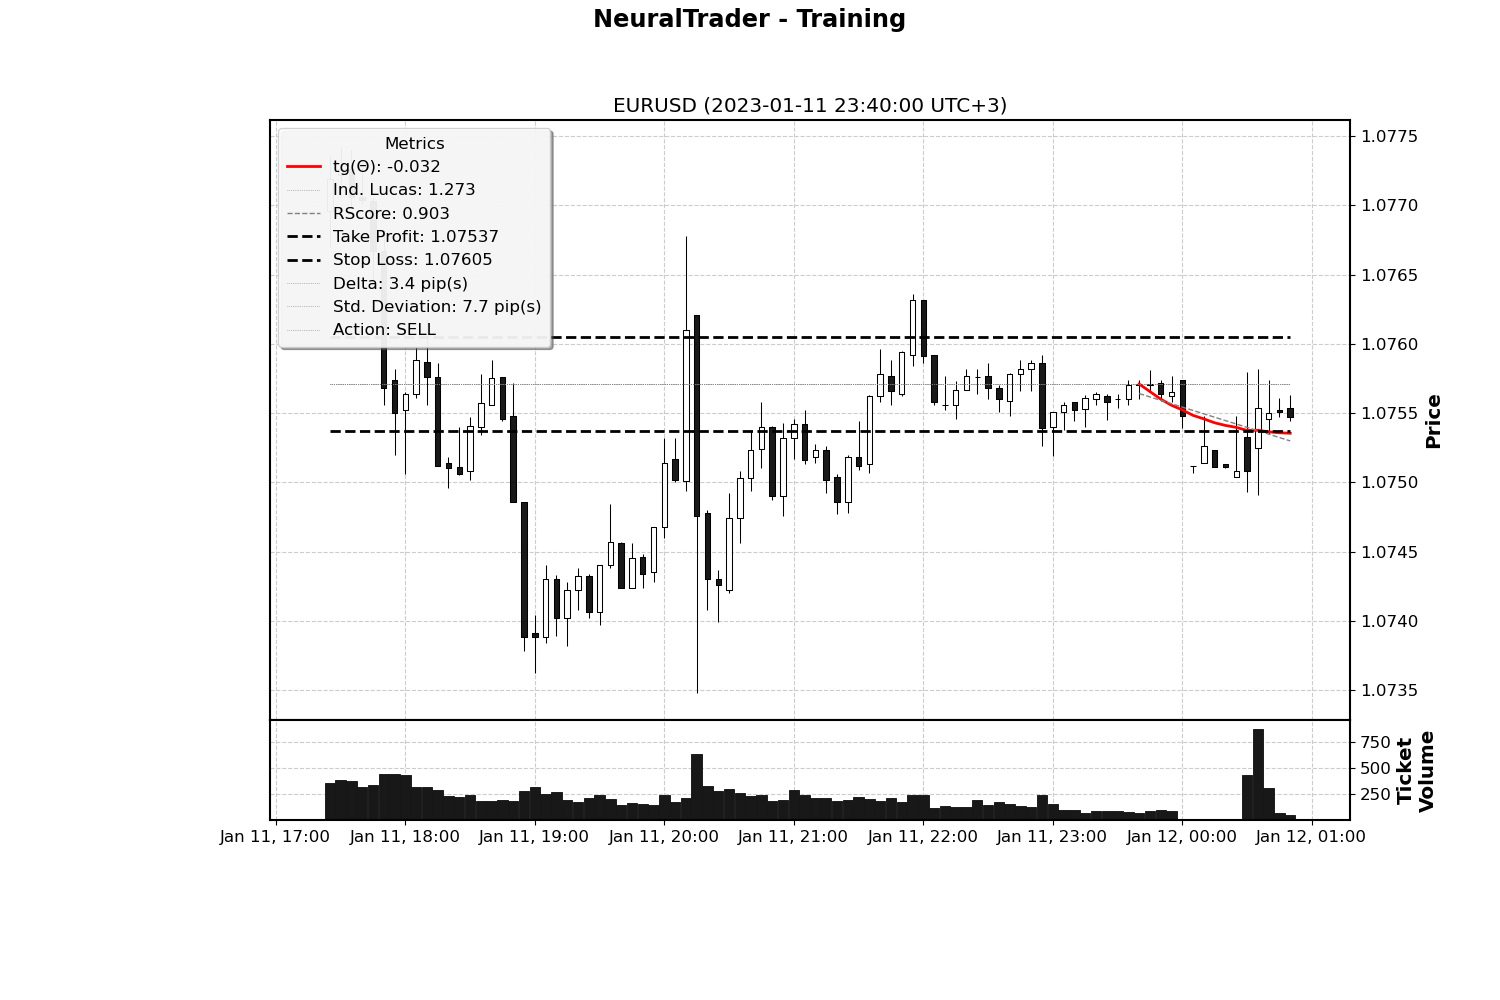 NeuralTrader - Training
EURUSD (2023-01-11 23:40:00 UTC+3)
Metrics
tg(Θ): -0.032
Ind. Lucas: 1.273
RScore: 0.903
Take Profit: 1.07537
Stop Loss: 1.07605
Delta: 3.4 pip(s)
Std. Deviation: 7.7 pip(s)
Action: SELL
1.0775
1.0770
1.0765
1.0760
1.0755
1.0750
1.0745
1.0740
1.0735
Price
750
500
250
Ticket
Volume
Jan 11, 17:00
Jan 11, 18:00
Jan 11, 19:00
Jan 11, 20:00
Jan 11, 21:00
Jan 11, 22:00
Jan 11, 23:00
Jan 12, 00:00
Jan 12, 01:00